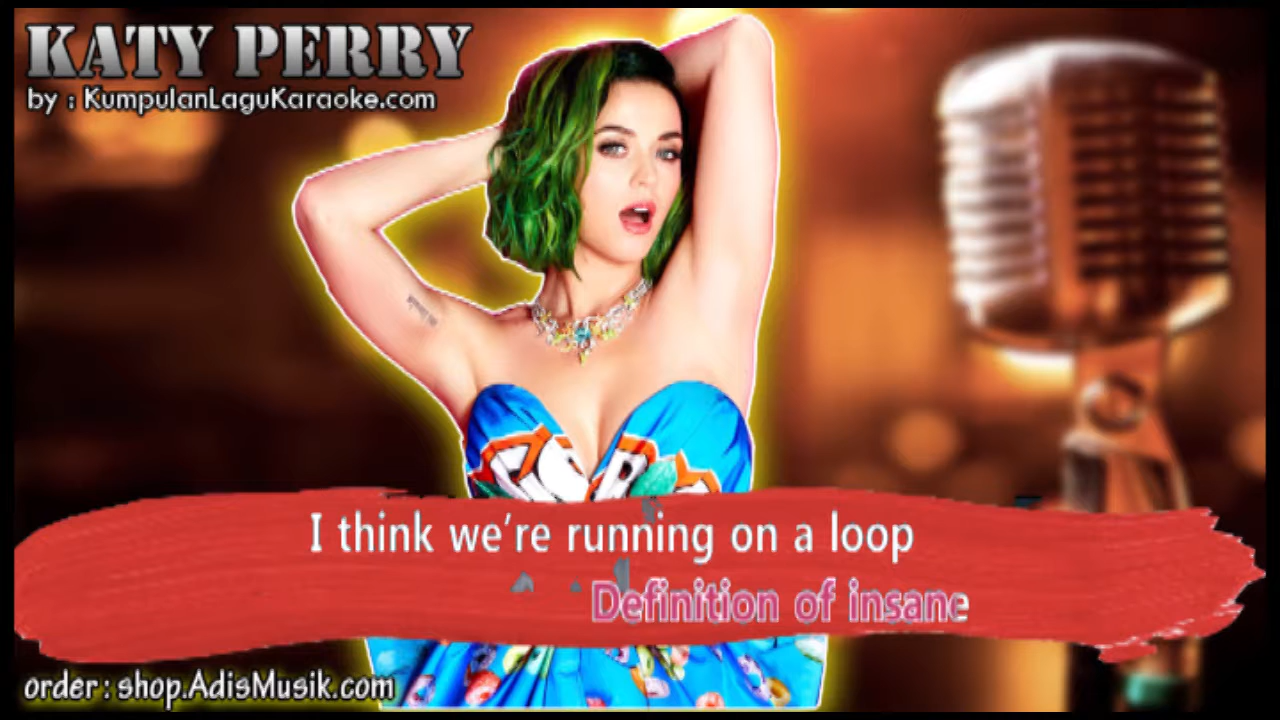 KATY PERRY
by : KumpulanLaguKaraoke.com
I think we're running on a loop
Definition of insane
order : shop.AdisMusik.com